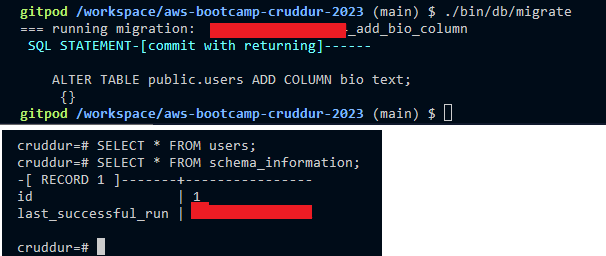 gitpod /workspace/aws-bootcamp-cruddur-2023 (main) $ ./bin/db/migrate
=== running migration: _add_bio_column
SQL STATEMENT-[commit with returning]------
ALTER TABLE public.users ADD COLUMN bio text;
{}
gitpod /workspace/aws-bootcamp-cruddur-2023 (main) $
cruddur=# SELECT * FROM users;
cruddur=# SELECT * FROM schema_information;
-[ RECORD 1 ]-------+----------------
id | 1
last_successful_run |
cruddur=#